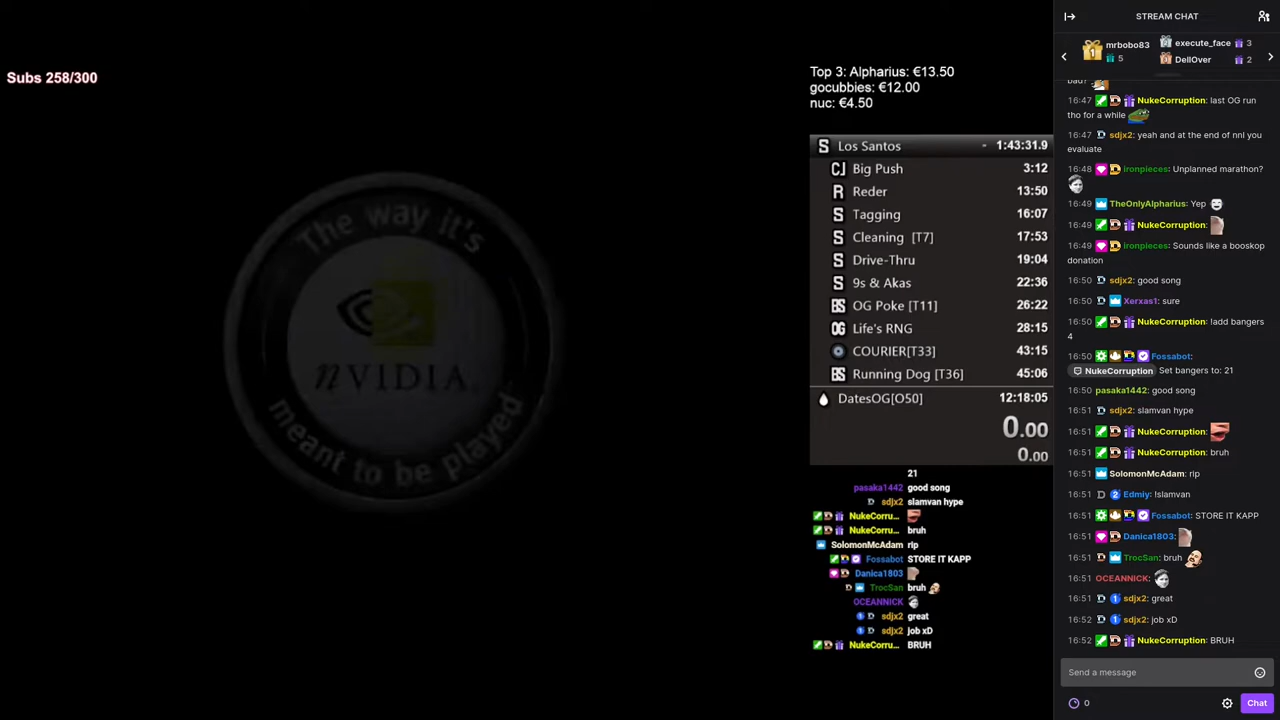 Subs 258/300
The way it's
nVIDIA
meant to be played
Top 3: Alpharius: €13.50
gocubbies: €12.00
nuc: €4.50
S Los Santos - 1:43:31.9
CJ Big Push 3:12
R Reder 13:50
S Tagging 16:07
S Cleaning [T7] 17:53
S Drive-Thru 19:04
S 9s & Akas 22:36
BS OG Poke [T11] 26:22
OG Life's RNG 28:15
COURIER[T33] 43:15
BS Running Dog [T36] 45:06
DatesOG[O50] 12:18:05
0.00
0.00
21
pasaka1442 good song
sdjx2 slamvan hype
NukeCorru...
NukeCorru... bruh
SolomonMcAdam rip
Fossabot STORE IT KAPP
Danica1803
TrocSan bruh
OCEANNICK
sdjx2 great
sdjx2 job xD
NukeCorru... BRUH
STREAM CHAT
1 mrbobo83 5
execute_face 3
DellOver 2
bad?
16:47 NukeCorruption: last OG run
tho for a while
16:47 sdjx2: yeah and at the end of nnl you
evaluate
16:48 ironpieces: Unplanned marathon?
16:49 TheOnlyAlpharius: Yep
16:49 NukeCorruption:
16:49 ironpieces: Sounds like a booskop
donation
16:50 sdjx2: good song
16:50 Xerxas1: sure
16:50 NukeCorruption: !add bangers
4
16:50 Fossabot:
NukeCorruption Set bangers to: 21
16:50 pasaka1442: good song
16:51 sdjx2: slamvan hype
16:51 NukeCorruption:
16:51 NukeCorruption: bruh
16:51 SolomonMcAdam: rip
16:51 2 Edmiy: !slamvan
16:51 Fossabot: STORE IT KAPP
16:51 Danica1803:
16:51 TrocSan: bruh
16:51 OCEANNICK:
16:51 1 sdjx2: great
16:52 1 sdjx2: job xD
16:52 NukeCorruption: BRUH
Send a message
0
Chat